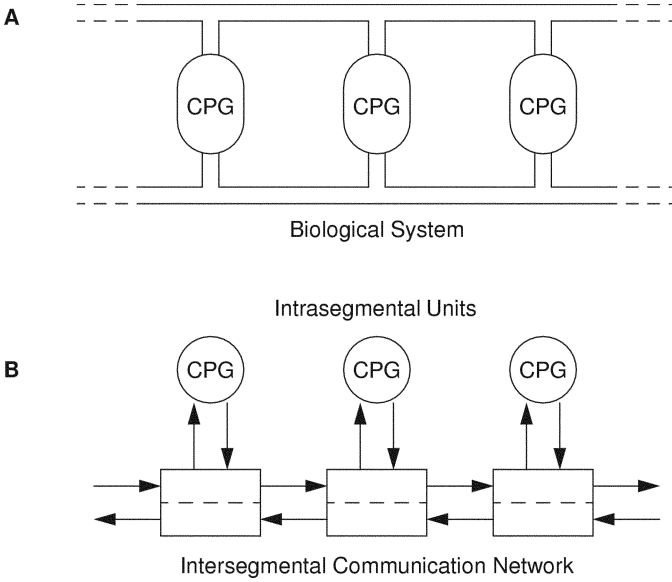 A
CPG CPG CPG
Biological System
Intrasegmental Units
B
CPG CPG CPG
Intersegmental Communication Network